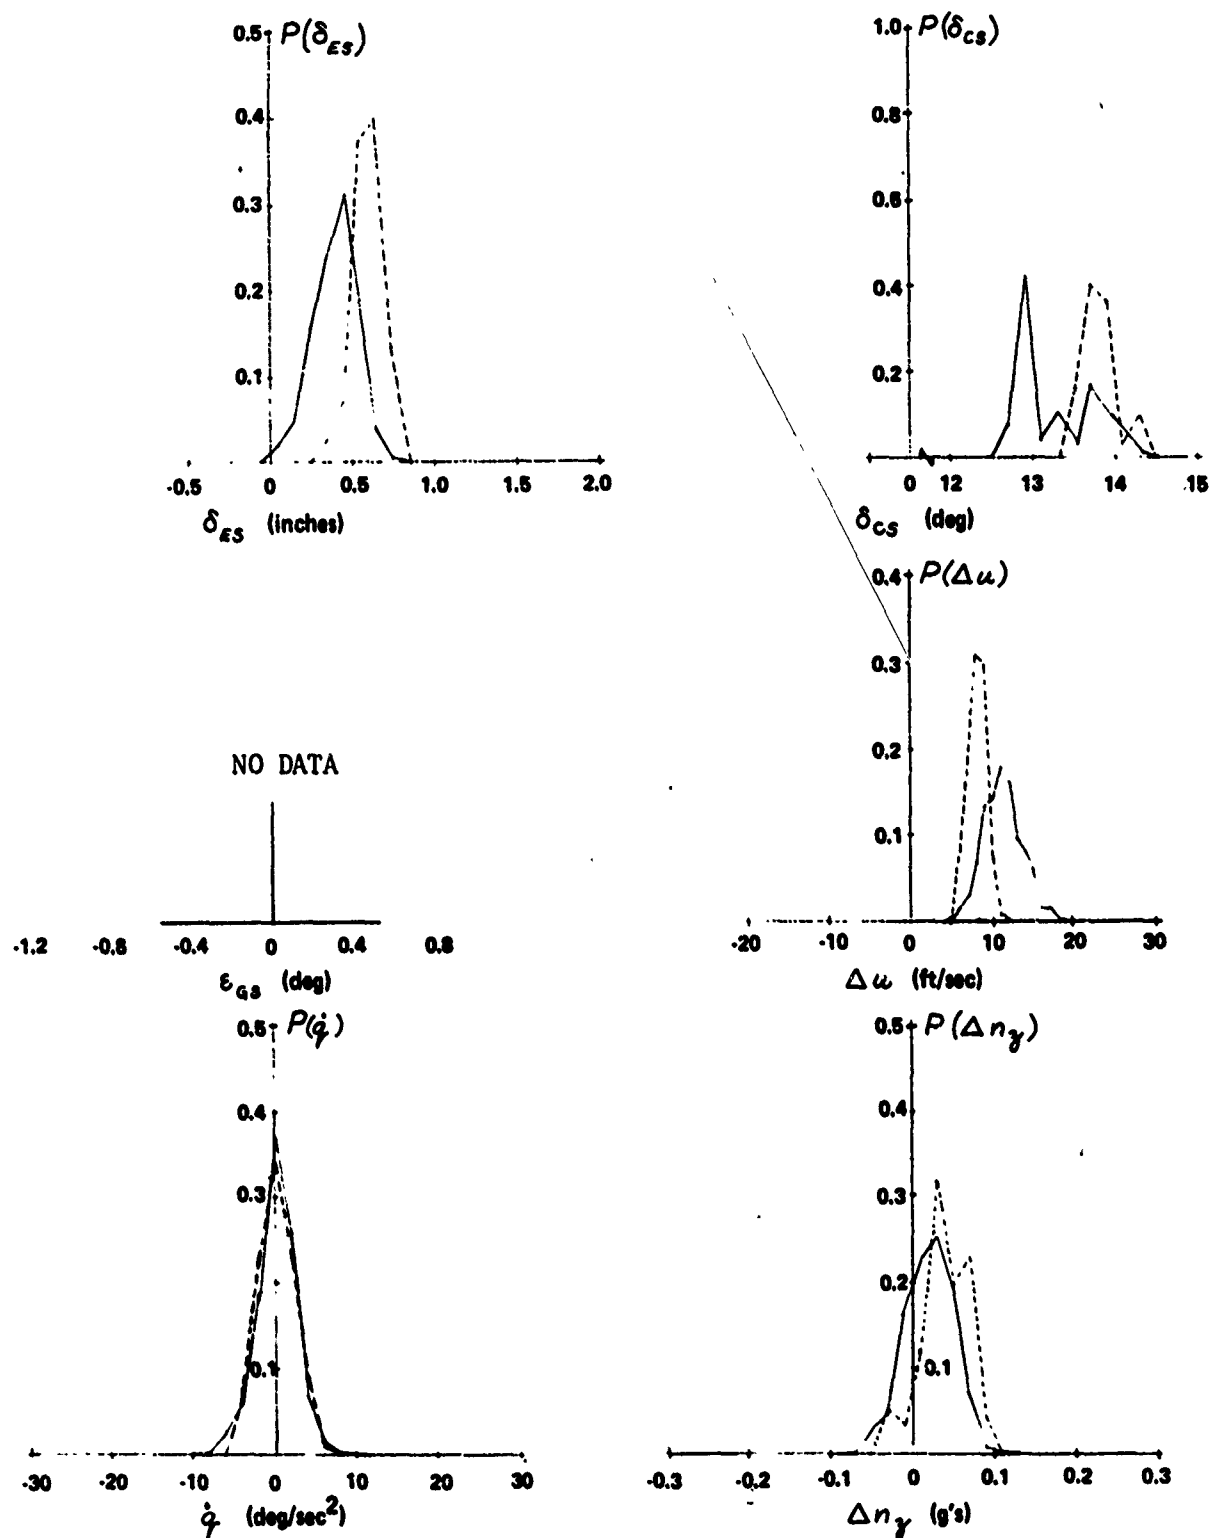 0.5 P(δES)
0.4
0.3
0.2
0.1
-0.5 0 0.5 1.0 1.5 2.0
δES (inches)
1.0 P(δCS)
0.8
0.6
0.4
0.2
0 12 13 14 15
δCS (deg)
NO DATA
-1.2 -0.8 -0.4 0 0.4 0.8
εGS (deg)
0.4 P(Δu)
0.3
0.2
0.1
-20 -10 0 10 20 30
Δu (ft/sec)
0.5 P(q̇)
0.4
0.3
0.1
-30 -20 -10 0 10 20 30
q̇ (deg/sec²)
0.5 P(Δnz)
0.4
0.3
0.2
0.1
-0.3 -0.2 -0.1 0 0.1 0.2 0.3
Δnz (g's)